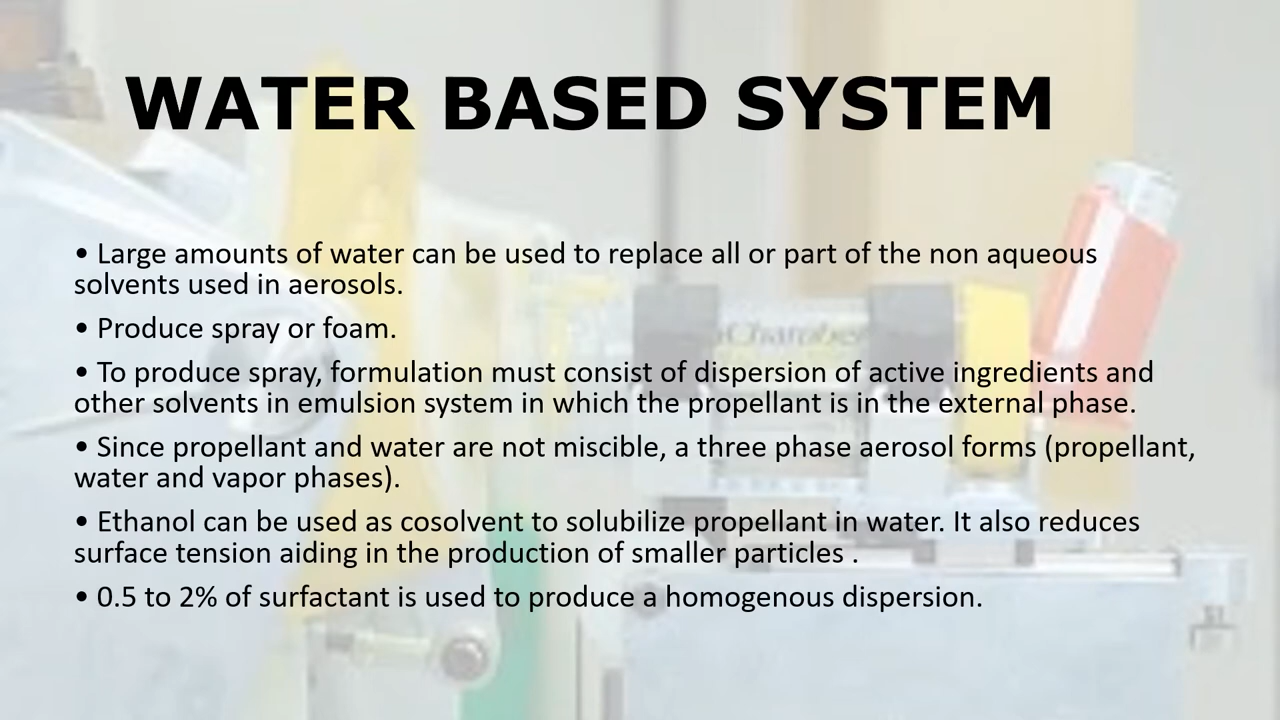 WATER BASED SYSTEM
• Large amounts of water can be used to replace all or part of the non aqueous
solvents used in aerosols.
• Produce spray or foam.
• To produce spray, formulation must consist of dispersion of active ingredients and
other solvents in emulsion system in which the propellant is in the external phase.
• Since propellant and water are not miscible, a three phase aerosol forms (propellant,
water and vapor phases).
• Ethanol can be used as cosolvent to solubilize propellant in water. It also reduces
surface tension aiding in the production of smaller particles .
• 0.5 to 2% of surfactant is used to produce a homogenous dispersion.